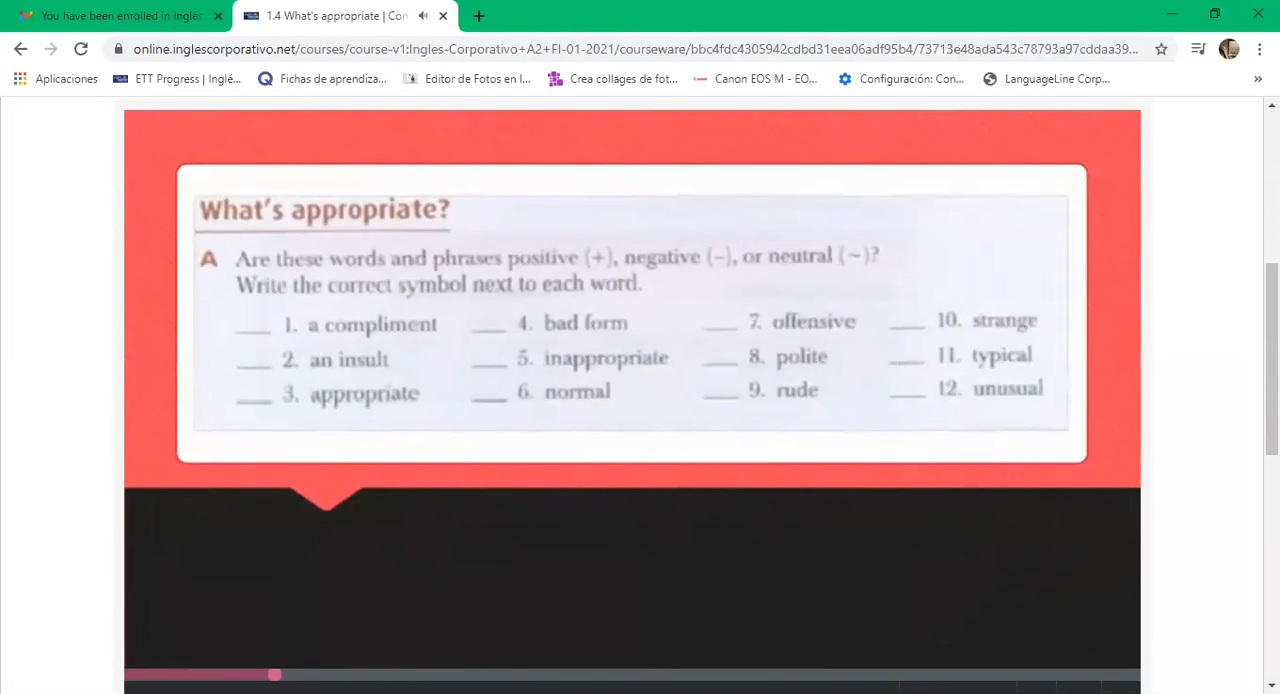 You have been enrolled in Inglés
1.4 What's appropriate | Con
online.inglescorporativo.net/courses/course-v1:Ingles-Corporativo+A2+FI-01-2021/courseware/bbc4fdc4305942cdbd31eea06adf95b4/73713e48ada543c78793a97cddaa39...
Aplicaciones ETT Progress | Inglé... Fichas de aprendiza... Editor de Fotos en l... Crea collages de fot... Canon EOS M - EO... Configuración: Con... LanguageLine Corp... »
What's appropriate?
A Are these words and phrases positive (+), negative (–), or neutral (~)?
Write the correct symbol next to each word.
___ 1. a compliment ___ 4. bad form ___ 7. offensive ___ 10. strange
___ 2. an insult ___ 5. inappropriate ___ 8. polite ___ 11. typical
___ 3. appropriate ___ 6. normal ___ 9. rude ___ 12. unusual